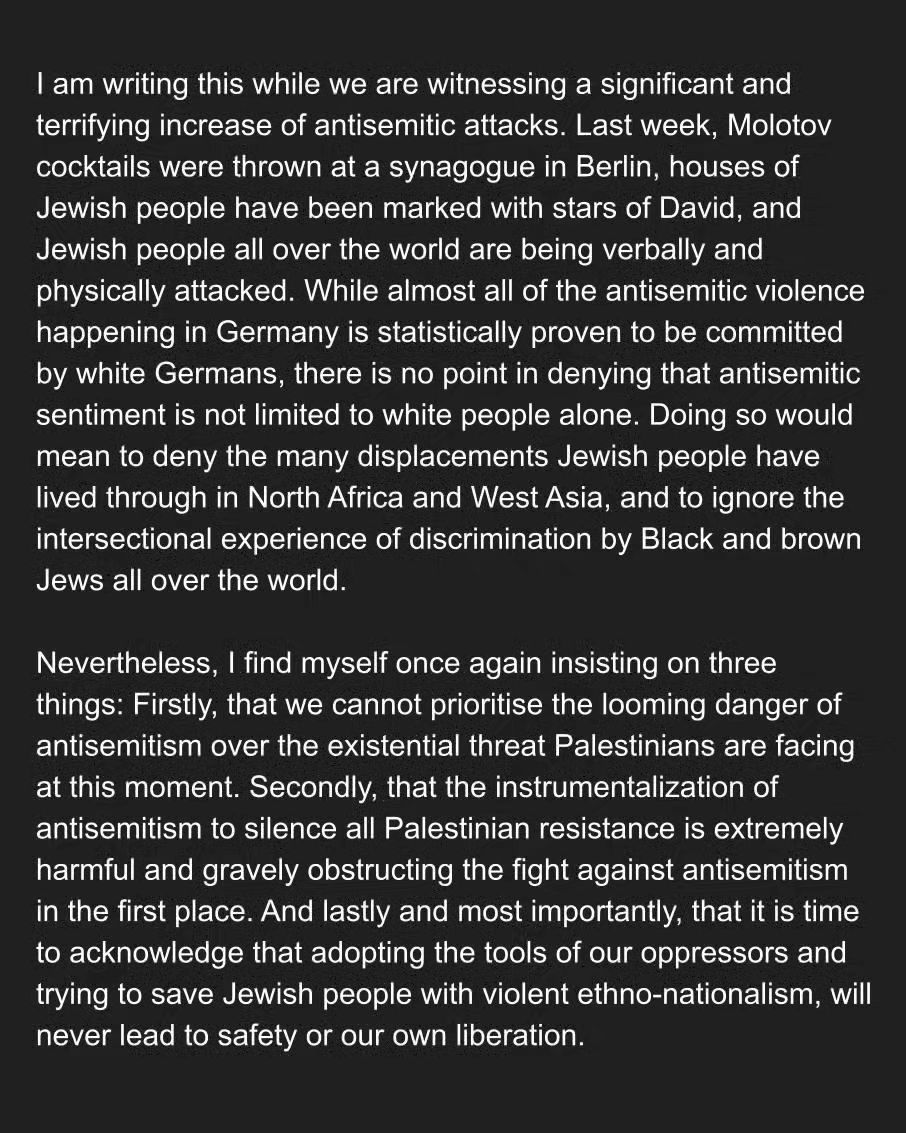 I am writing this while we are witnessing a significant and
terrifying increase of antisemitic attacks. Last week, Molotov
cocktails were thrown at a synagogue in Berlin, houses of
Jewish people have been marked with stars of David, and
Jewish people all over the world are being verbally and
physically attacked. While almost all of the antisemitic violence
happening in Germany is statistically proven to be committed
by white Germans, there is no point in denying that antisemitic
sentiment is not limited to white people alone. Doing so would
mean to deny the many displacements Jewish people have
lived through in North Africa and West Asia, and to ignore the
intersectional experience of discrimination by Black and brown
Jews all over the world.
Nevertheless, I find myself once again insisting on three
things: Firstly, that we cannot prioritise the looming danger of
antisemitism over the existential threat Palestinians are facing
at this moment. Secondly, that the instrumentalization of
antisemitism to silence all Palestinian resistance is extremely
harmful and gravely obstructing the fight against antisemitism
in the first place. And lastly and most importantly, that it is time
to acknowledge that adopting the tools of our oppressors and
trying to save Jewish people with violent ethno-nationalism, will
never lead to safety or our own liberation.